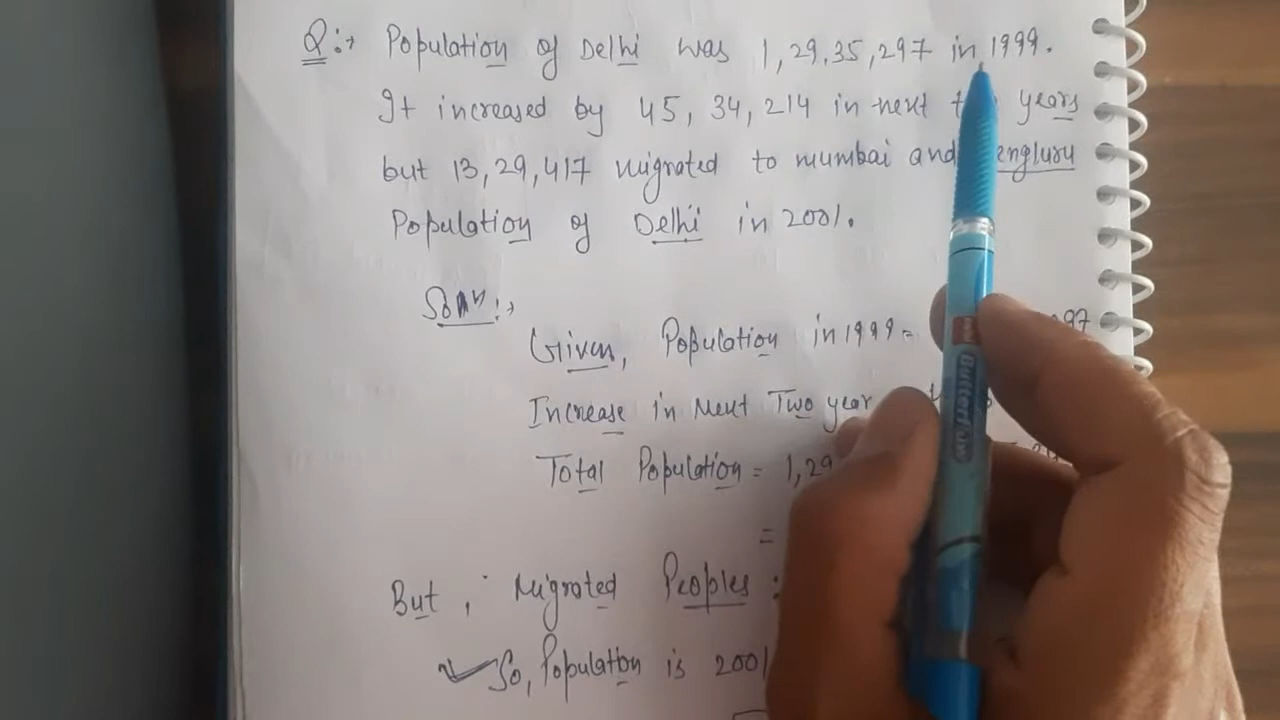 Q:→ Population of Delhi was 1,29,35,297 in 1999.
It increased by 45,34,214 in next years
but 13,29,417 migrated to mumbai and
Population of Delhi in 2001.
Soln:→
Given, Population in 1999 =
Increase in Next Two year
Total Population = 1,29
=
But, Migrated Peoples :
So, Population is 2001
Butterflow